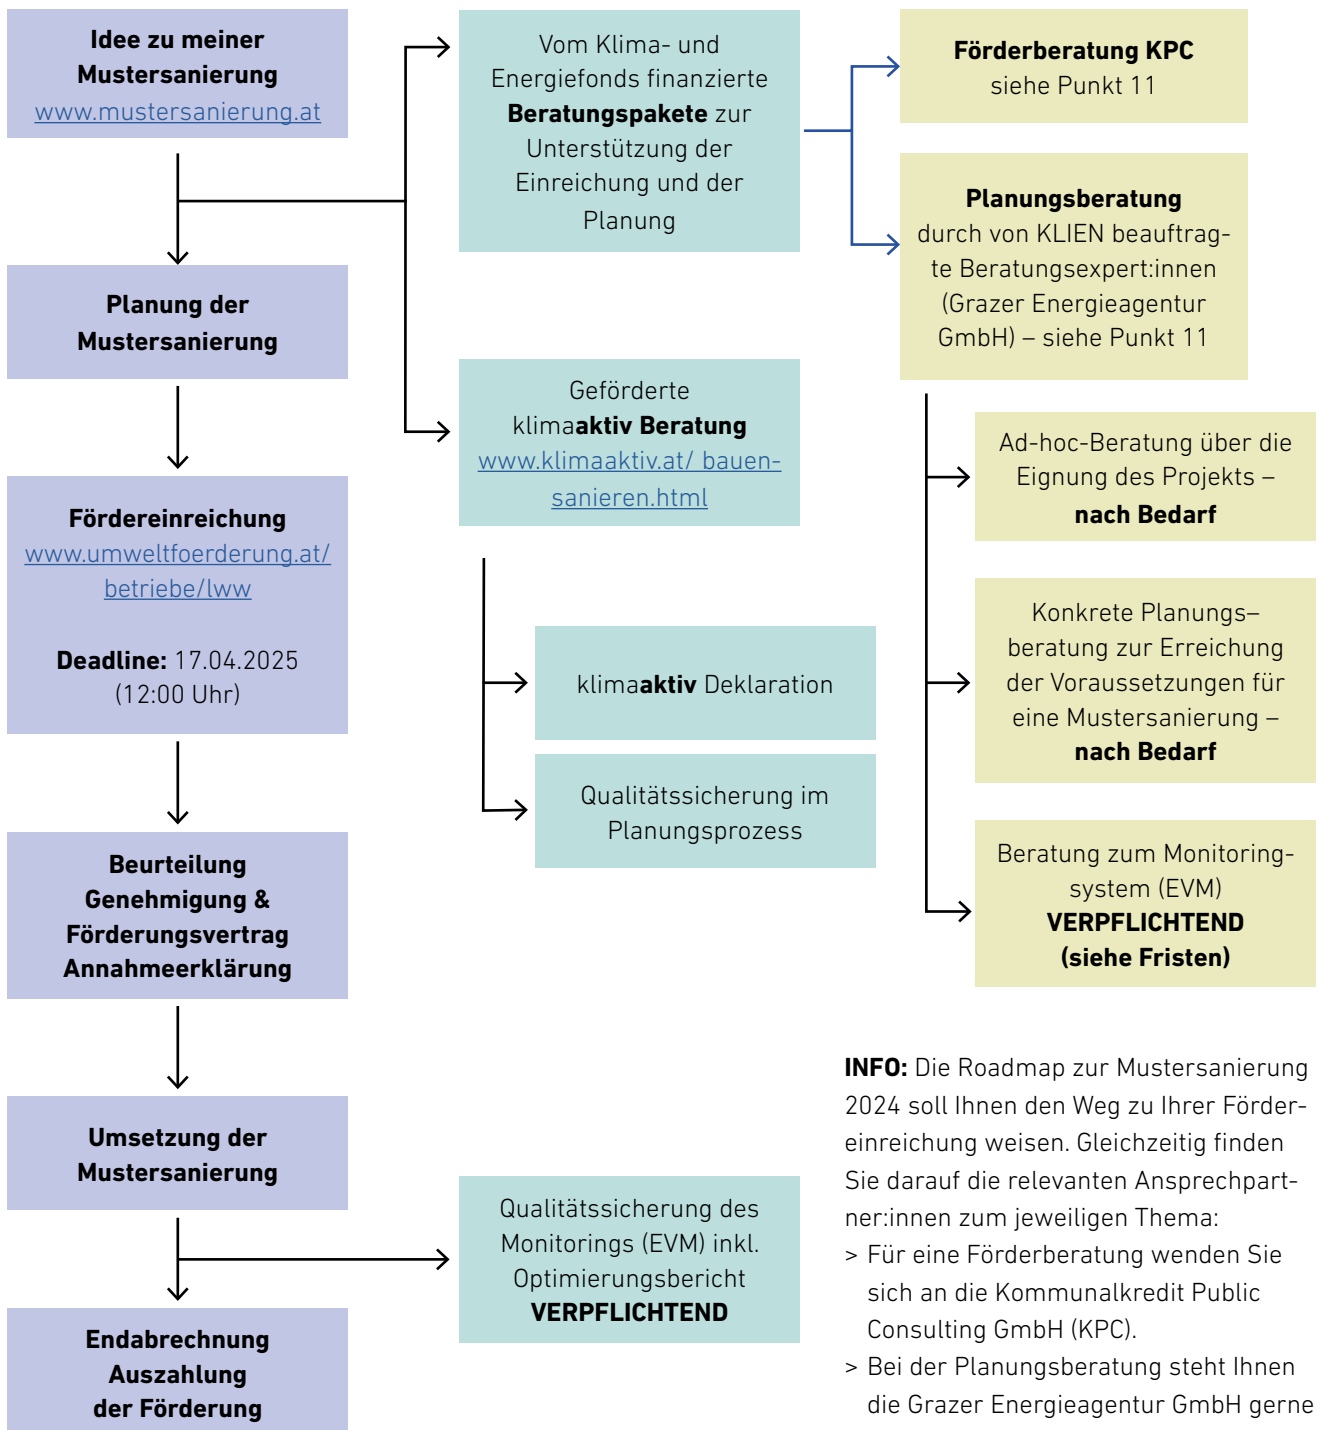 Idee zu meiner
Mustersanierung
www.mustersanierung.at
Planung der
Mustersanierung
Fördereinreichung
www.umweltfoerderung.at/
betriebe/lww
Deadline: 17.04.2025
(12:00 Uhr)
Beurteilung
Genehmigung &
Förderungsvertrag
Annahmeerklärung
Umsetzung der
Mustersanierung
Endabrechnung
Auszahlung
der Förderung
Vom Klima- und
Energiefonds finanzierte
Beratungspakete zur
Unterstützung der
Einreichung und der
Planung
Geförderte
klimaaktiv Beratung
www.klimaaktiv.at/ bauen-
sanieren.html
klimaaktiv Deklaration
Qualitätssicherung im
Planungsprozess
Qualitätssicherung des
Monitorings (EVM) inkl.
Optimierungsbericht
VERPFLICHTEND
Förderberatung KPC
siehe Punkt 11
Planungsberatung
durch von KLIEN beauftrag-
te Beratungsexpert:innen
(Grazer Energieagentur
GmbH) – siehe Punkt 11
Ad-hoc-Beratung über die
Eignung des Projekts –
nach Bedarf
Konkrete Planungs–
beratung zur Erreichung
der Voraussetzungen für
eine Mustersanierung –
nach Bedarf
Beratung zum Monitoring-
system (EVM)
VERPFLICHTEND
(siehe Fristen)
INFO: Die Roadmap zur Mustersanierung
2024 soll Ihnen den Weg zu Ihrer Förder-
einreichung weisen. Gleichzeitig finden
Sie darauf die relevanten Ansprechpart-
ner:innen zum jeweiligen Thema:
> Für eine Förderberatung wenden Sie
sich an die Kommunalkredit Public
Consulting GmbH (KPC).
> Bei der Planungsberatung steht Ihnen
die Grazer Energieagentur GmbH gerne